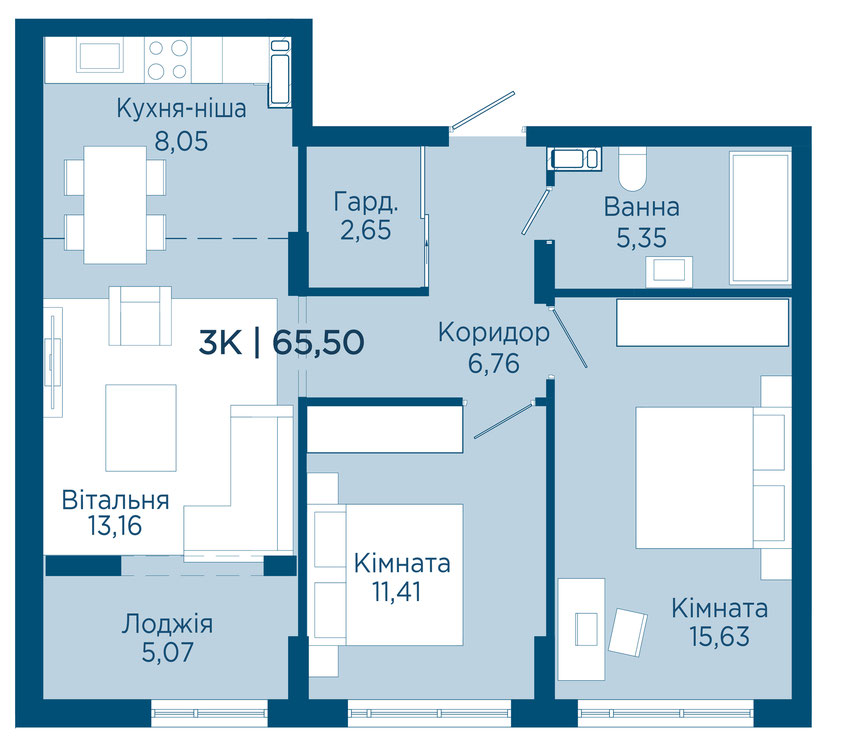 Кухня-ніша
8,05
Гард.
2,65
Ванна
5,35
3К | 65,50
Коридор
6,76
Вітальня
13,16
Кімната
11,41
Кімната
15,63
Лоджія
5,07